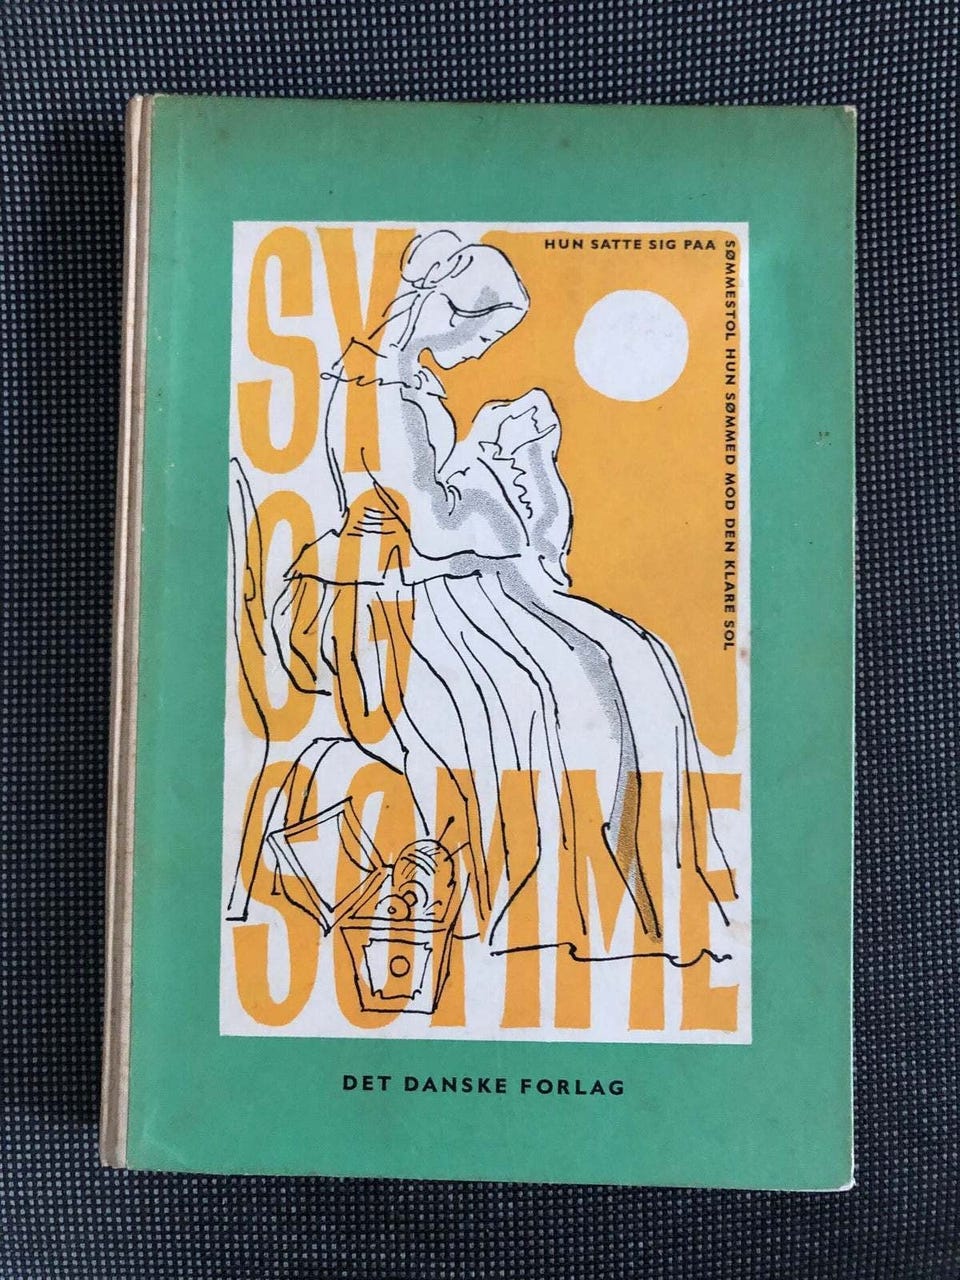 SY
OG
SØMME
HUN SATTE SIG PAA
SØMMESTOL HUN SØMMED MOD DEN KLARE SOL
DET DANSKE FORLAG